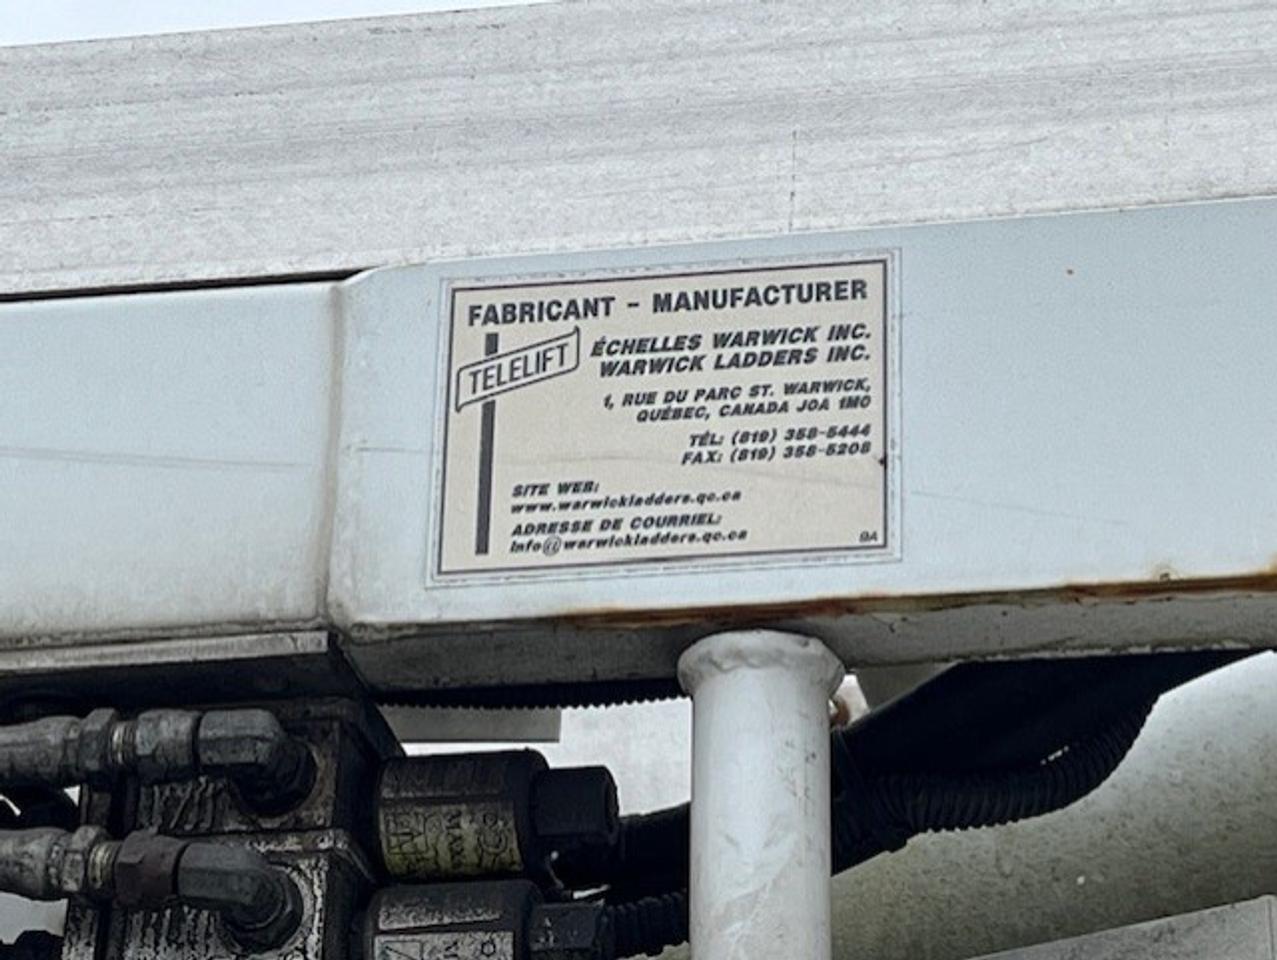 FABRICANT - MANUFACTURER
TELELIFT
ÉCHELLES WARWICK INC.
WARWICK LADDERS INC.
1, RUE DU PARC ST. WARWICK,
QUÉBEC, CANADA J0A 1M0
TÉL: (819) 358-5444
FAX: (819) 358-5208
SITE WEB:
www.warwickladders.qc.ca
ADRESSE DE COURRIEL:
info@warwickladders.qc.ca